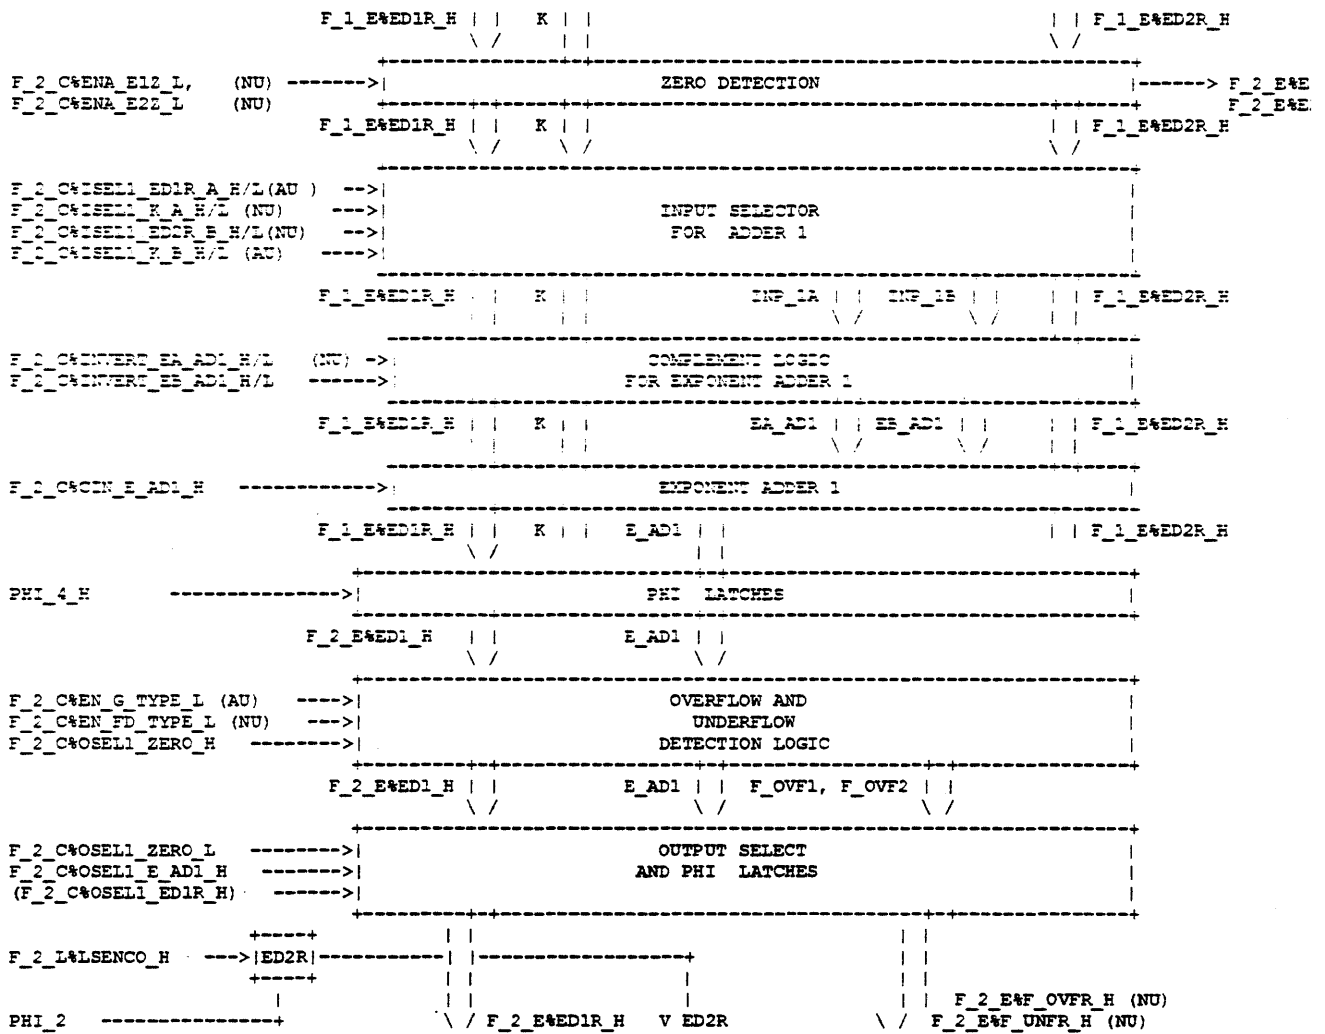 F_1_E%ED1R_H K F_1_E%ED2R_H
F_2_C%ENA_E1Z_L, (NU) ZERO DETECTION F_2_E%E
F_2_C%ENA_E2Z_L (NU) F_2_E%E
F_1_E%ED1R_H K F_1_E%ED2R_H
F_2_C%ISEL1_ED1R_A_H/L(AU )
F_2_C%ISEL1_K_A_H/L (NU) INPUT SELECTOR
F_2_C%ISEL1_ED2R_B_H/L(NU) FOR ADDER 1
F_2_C%ISEL1_K_B_H/L (AU)
F_1_E%ED1R_H K INP_1A INP_1B F_1_E%ED2R_H
F_2_C%INVERT_EA_AD1_H/L (NU) COMPLEMENT LOGIC
F_2_C%INVERT_EB_AD1_H/L FOR EXPONENT ADDER 1
F_1_E%ED1R_H K EA_AD1 EB_AD1 F_1_E%ED2R_H
F_2_C%CIN_E_AD1_H EXPONENT ADDER 1
F_1_E%ED1R_H K E_AD1 F_1_E%ED2R_H
PHI_4_H PHI LATCHES
F_2_E%ED1_H E_AD1
F_2_C%EN_G_TYPE_L (AU) OVERFLOW AND
F_2_C%EN_FD_TYPE_L (NU) UNDERFLOW
F_2_C%OSEL1_ZERO_H DETECTION LOGIC
F_2_E%ED1_H E_AD1 F_OVF1, F_OVF2
F_2_C%OSEL1_ZERO_L OUTPUT SELECT
F_2_C%OSEL1_E_AD1_H AND PHI LATCHES
(F_2_C%OSEL1_ED1R_H)
F_2_L%LSENCO_H ED2R
F_2_E%F_OVFR_H (NU)
PHI_2 F_2_E%ED1R_H V ED2R F_2_E%F_UNFR_H (NU)